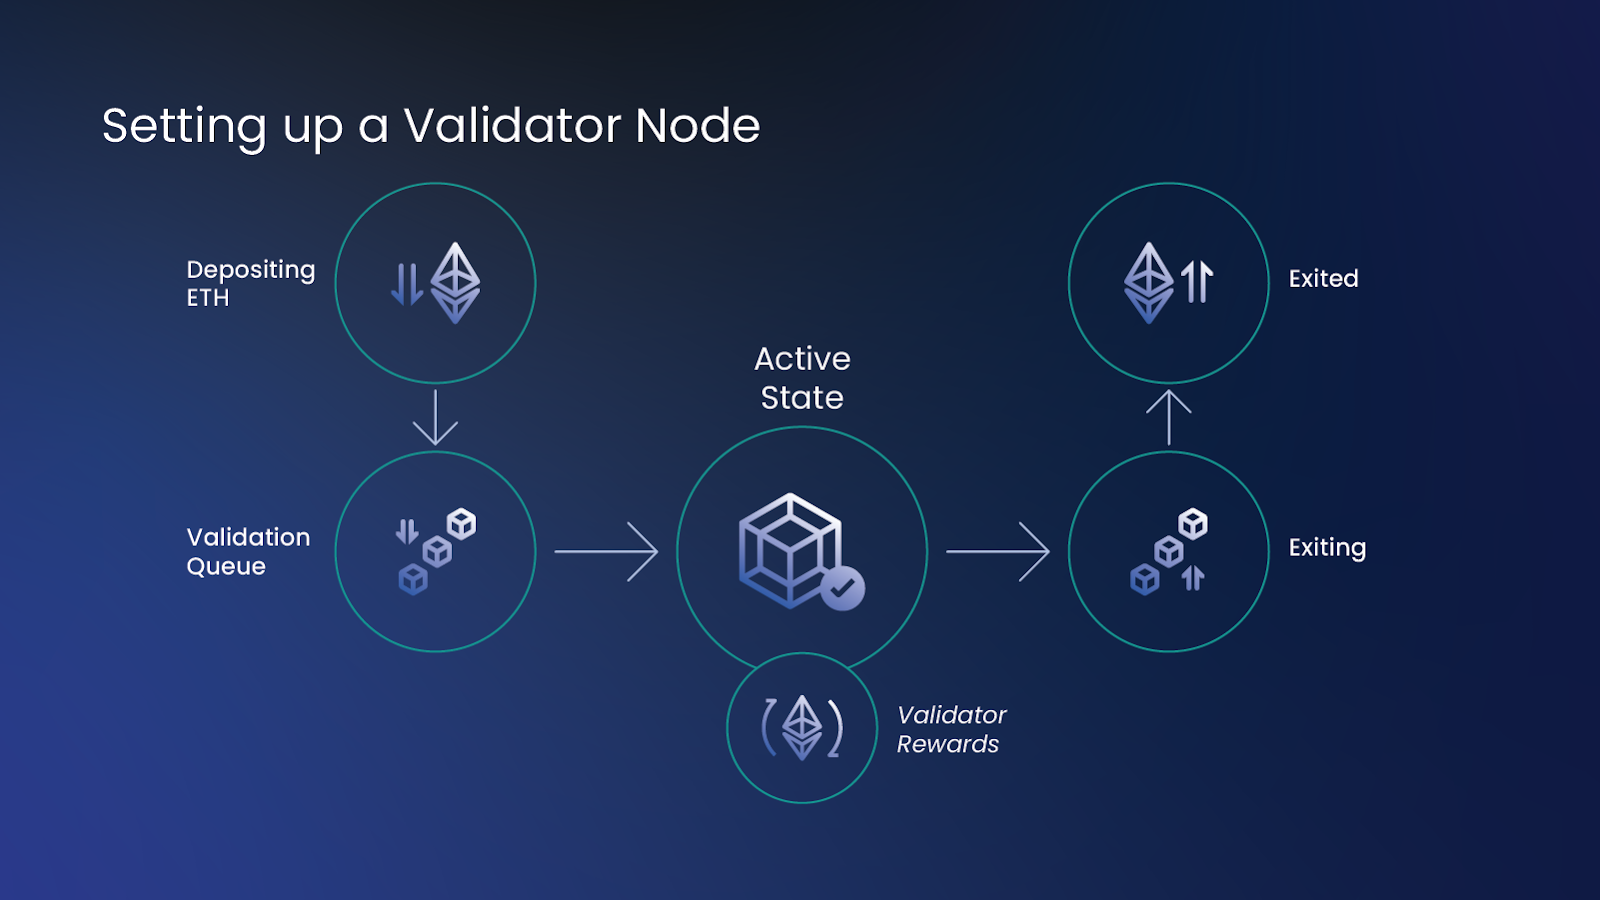 Setting up a Validator Node
Depositing
ETH
Exited
Active
State
Validation
Queue
Exiting
Validator
Rewards